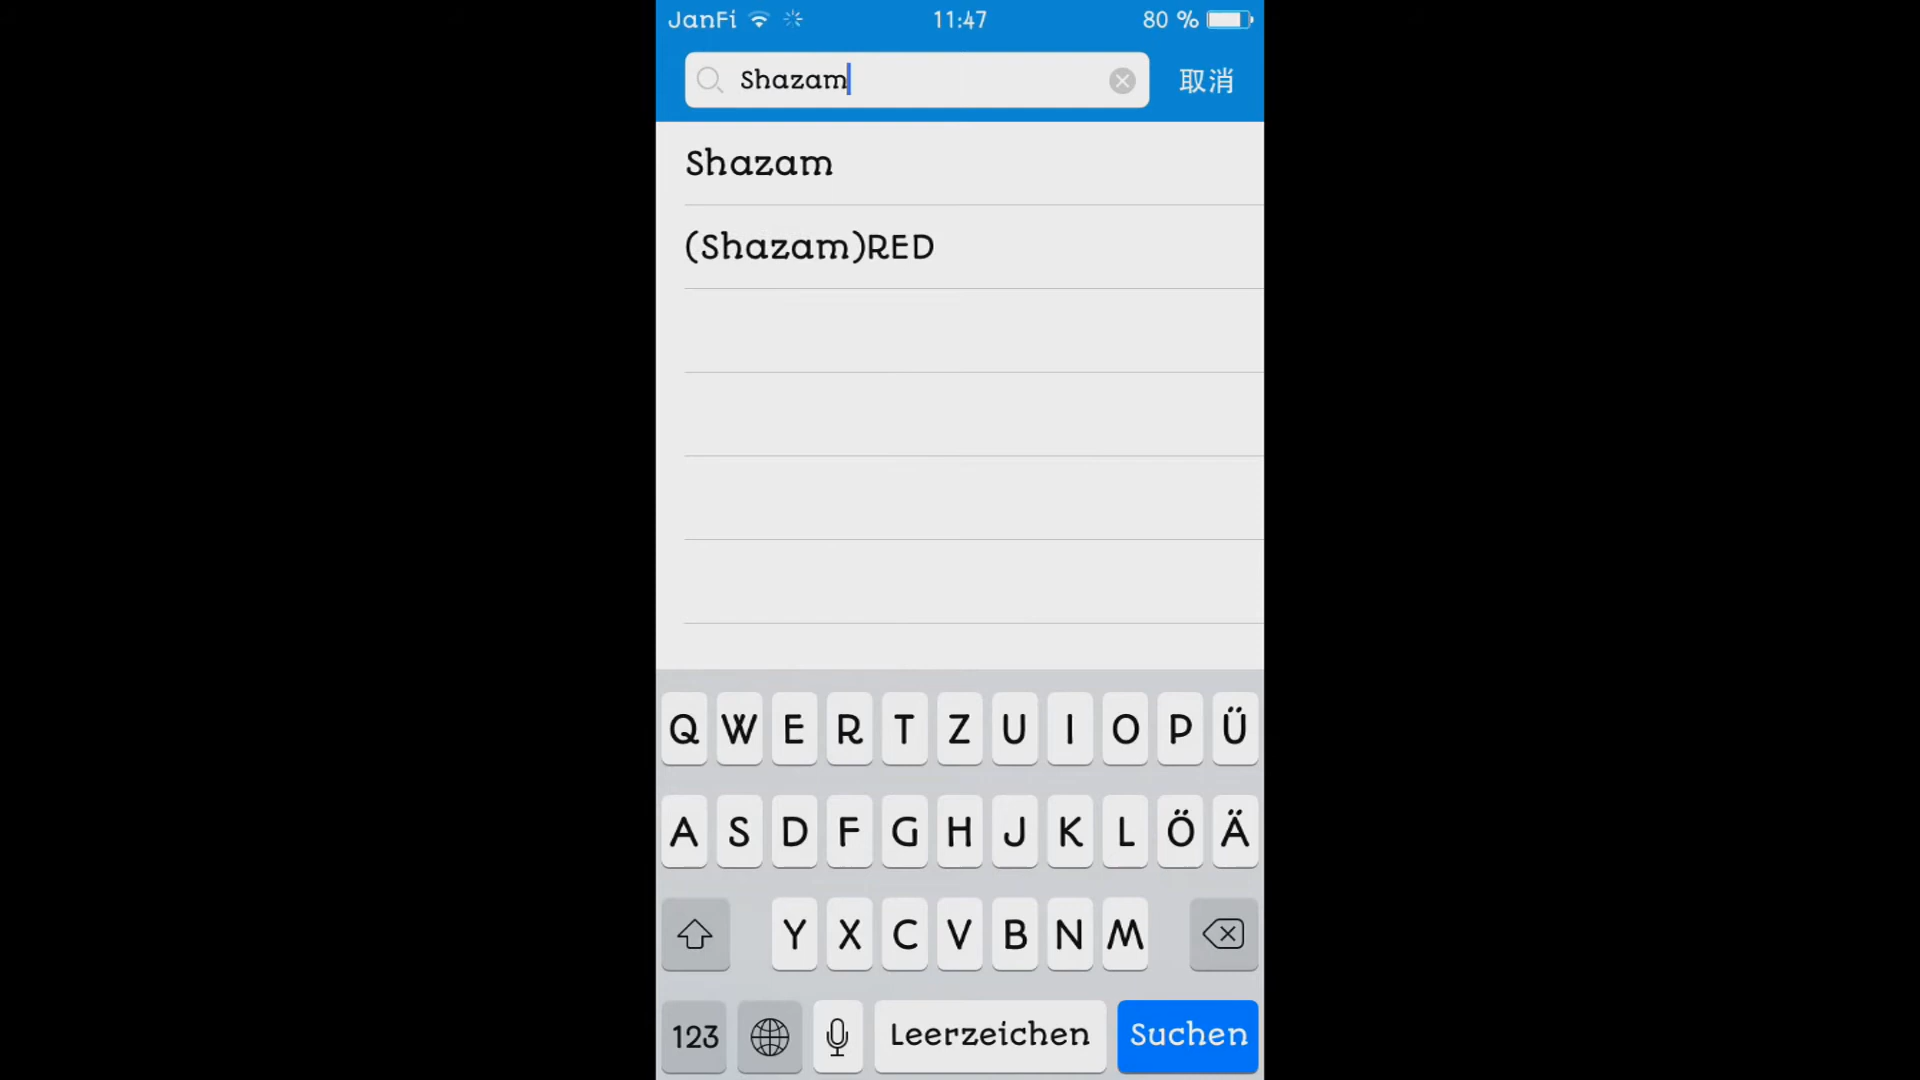 JanFi 11:47 80 %
Shazam 取消
Shazam
(Shazam)RED
Q W E R T Z U I O P Ü
A S D F G H J K L Ö Ä
Y X C V B N M
123 Leerzeichen Suchen